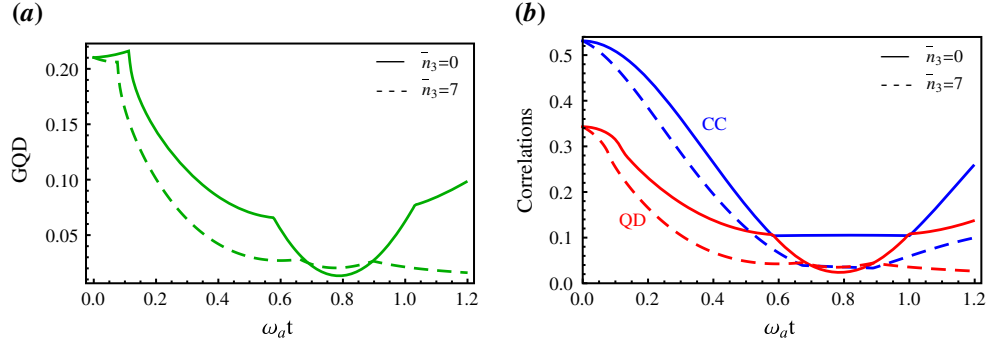 (a)
GQD
0.20
0.15
0.10
0.05
0.0 0.2 0.4 0.6 0.8 1.0 1.2
ωₐt
n̄₃=0
n̄₃=7
(b)
Correlations
0.5
0.4
0.3
0.2
0.1
0.0
0.0 0.2 0.4 0.6 0.8 1.0 1.2
ωₐt
n̄₃=0
n̄₃=7
CC
QD